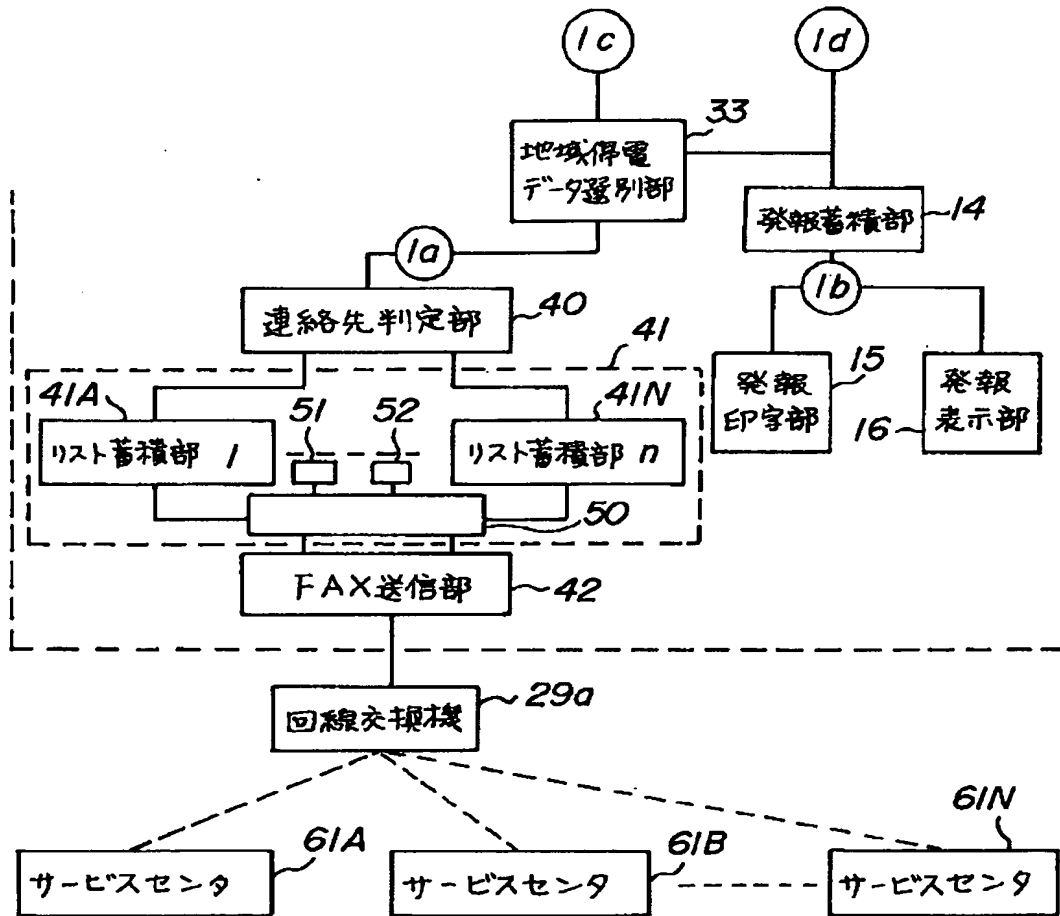 1c
1d
33
地域停電
データ選別部
発報蓄積部
14
1a
1b
連絡先判定部
40
41
発報
印字部
15
発報
表示部
16
41A
51
52
41N
リスト蓄積部 1
リスト蓄積部 n
50
FAX送信部
42
回線交換機
29a
61A
61B
61N
サービスセンタ
サービスセンタ
サービスセンタ